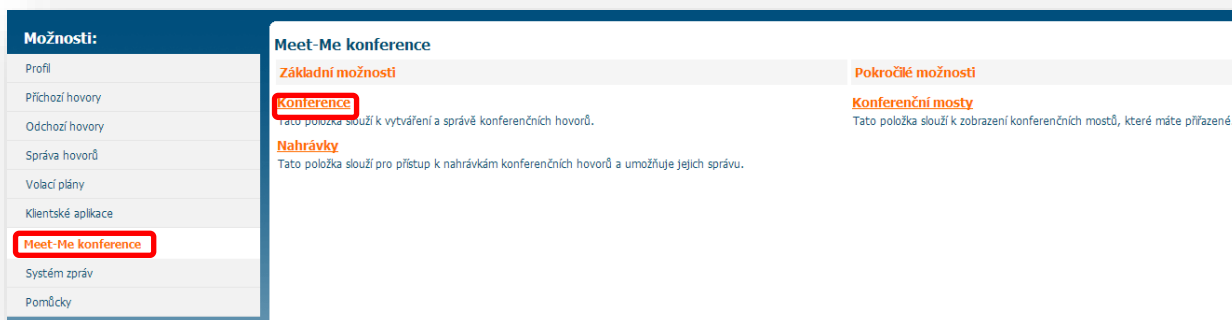 Možnosti:
Profil
Příchozí hovory
Odchozí hovory
Správa hovorů
Volací plány
Klientské aplikace
Meet-Me konference
Systém zpráv
Pomůcky
Meet-Me konference
Základní možnosti
Konference
Tato položka slouží k vytváření a správě konferenčních hovorů.
Nahrávky
Tato položka slouží pro přístup k nahrávkám konferenčních hovorů a umožňuje jejich správu.
Pokročilé možnosti
Konferenční mosty
Tato položka slouží k zobrazení konferenčních mostů, které máte přiřazené